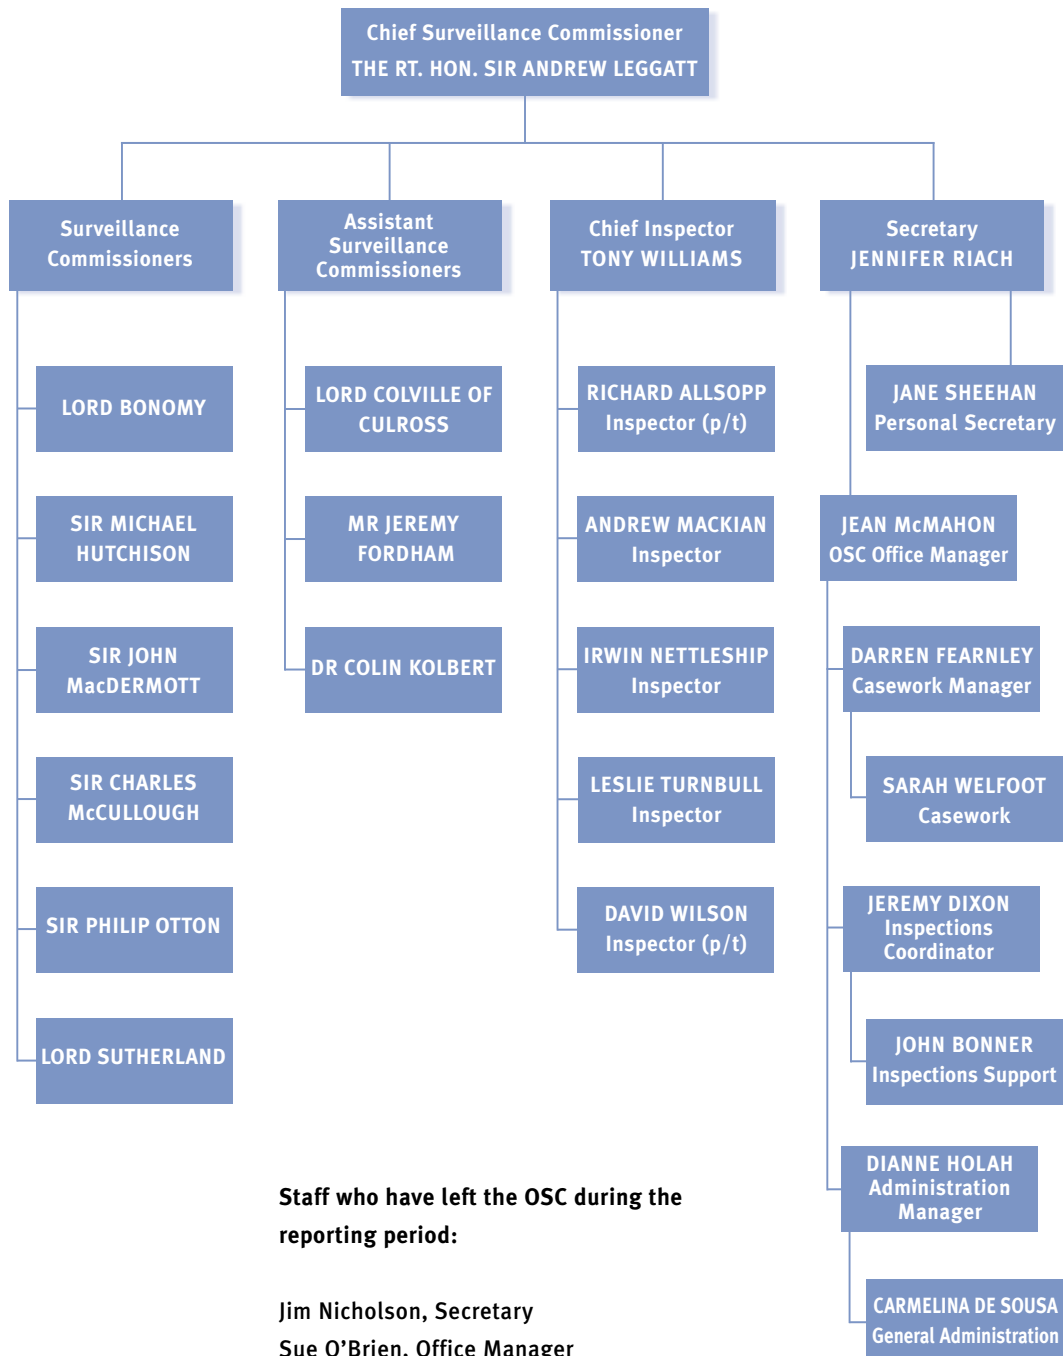 Chief Surveillance Commissioner
THE RT. HON. SIR ANDREW LEGGATT
Surveillance
Commissioners
LORD BONOMY
SIR MICHAEL
HUTCHISON
SIR JOHN
MacDERMOTT
SIR CHARLES
McCULLOUGH
SIR PHILIP OTTON
LORD SUTHERLAND
Assistant
Surveillance
Commissioners
LORD COLVILLE OF
CULROSS
MR JEREMY
FORDHAM
DR COLIN KOLBERT
Chief Inspector
TONY WILLIAMS
RICHARD ALLSOPP
Inspector (p/t)
ANDREW MACKIAN
Inspector
IRWIN NETTLESHIP
Inspector
LESLIE TURNBULL
Inspector
DAVID WILSON
Inspector (p/t)
Secretary
JENNIFER RIACH
JANE SHEEHAN
Personal Secretary
JEAN McMAHON
OSC Office Manager
DARREN FEARNLEY
Casework Manager
SARAH WELFOOT
Casework
JEREMY DIXON
Inspections
Coordinator
JOHN BONNER
Inspections Support
DIANNE HOLAH
Administration
Manager
CARMELINA DE SOUSA
General Administration
Staff who have left the OSC during the
reporting period:
Jim Nicholson, Secretary
Sue O'Brien, Office Manager